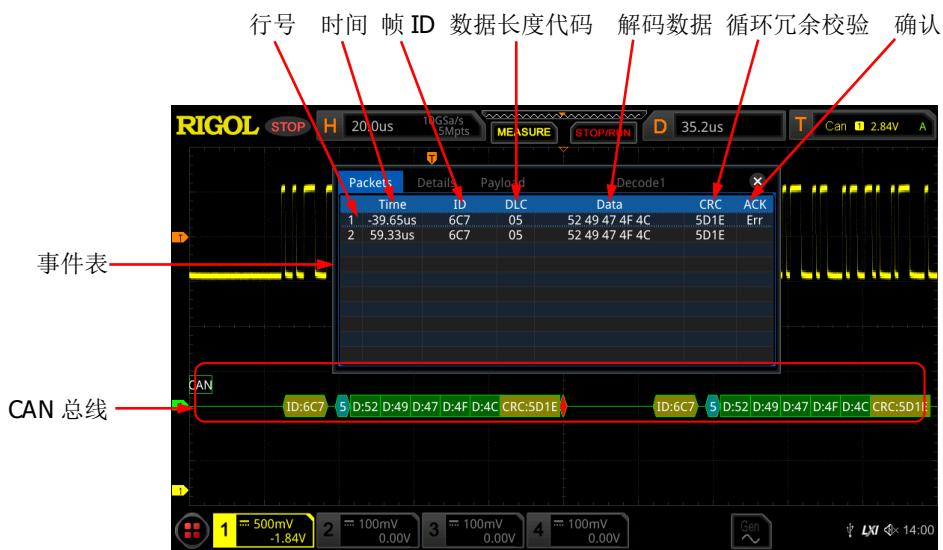 行号 时间 帧 ID 数据长度代码 解码数据 循环冗余校验 确认
RIGOL STOP H 20.0us 10GSa/s 5Mpts MEASURE STOP/RUN D 35.2us T Can 1 2.84V A
T
Packets Details Payload Decode1
Time ID DLC Data CRC ACK
1 -39.65us 6C7 05 52 49 47 4F 4C 5D1E Err
2 59.33us 6C7 05 52 49 47 4F 4C 5D1E
T
事件表
CAN
CAN 总线
ID:6C7 5 D:52 D:49 D:47 D:4F D:4C CRC:5D1E ID:6C7 5 D:52 D:49 D:47 D:4F D:4C CRC:5D1E
1
1 500mV -1.84V 2 100mV 0.00V 3 100mV 0.00V 4 100mV 0.00V Gen LXI 14:00